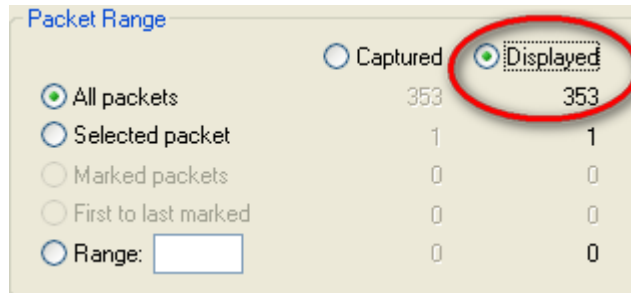 Packet Range
Captured Displayed
All packets 353 353
Selected packet 1 1
Marked packets 0 0
First to last marked 0 0
Range: 0 0